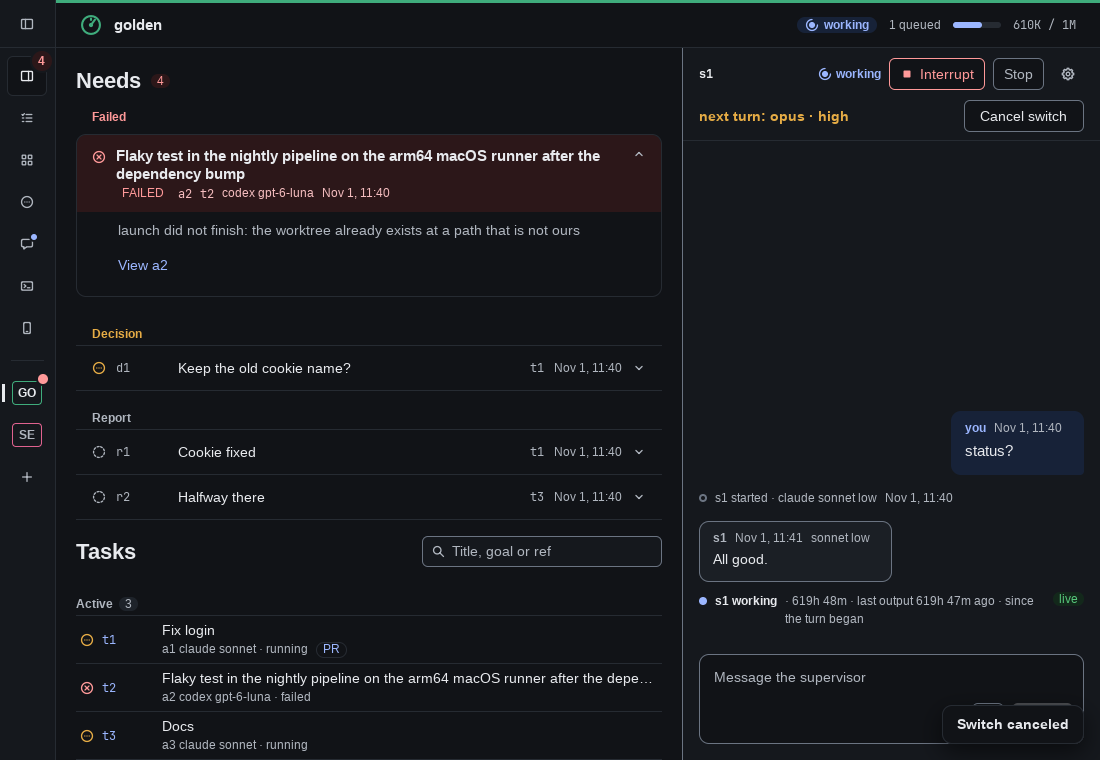 golden
working
1 queued
610K / 1M
4
GO
SE
Needs 4
Failed
Flaky test in the nightly pipeline on the arm64 macOS runner after the
dependency bump
FAILED a2 t2 codex gpt-6-luna Nov 1, 11:40
launch did not finish: the worktree already exists at a path that is not ours
View a2
Decision
d1 Keep the old cookie name? t1 Nov 1, 11:40
Report
r1 Cookie fixed t1 Nov 1, 11:40
r2 Halfway there t3 Nov 1, 11:40
Tasks
Title, goal or ref
Active 3
t1 Fix login
a1 claude sonnet · running PR
t2 Flaky test in the nightly pipeline on the arm64 macOS runner after the depe…
a2 codex gpt-6-luna · failed
t3 Docs
a3 claude sonnet · running
s1 working Interrupt Stop
next turn: opus · high Cancel switch
you Nov 1, 11:40
status?
s1 started · claude sonnet low Nov 1, 11:40
s1 Nov 1, 11:41 sonnet low
All good.
s1 working · 619h 48m · last output 619h 47m ago · since live
the turn began
Message the supervisor
Switch canceled